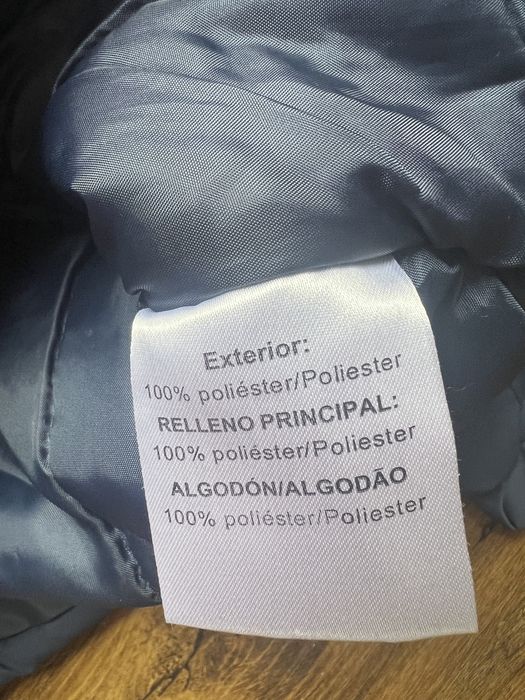 Exterior:
100% poliéster/Poliester
RELLENO PRINCIPAL:
100% poliéster/Poliester
ALGODÓN/ALGODÃO
100% poliéster/Poliester